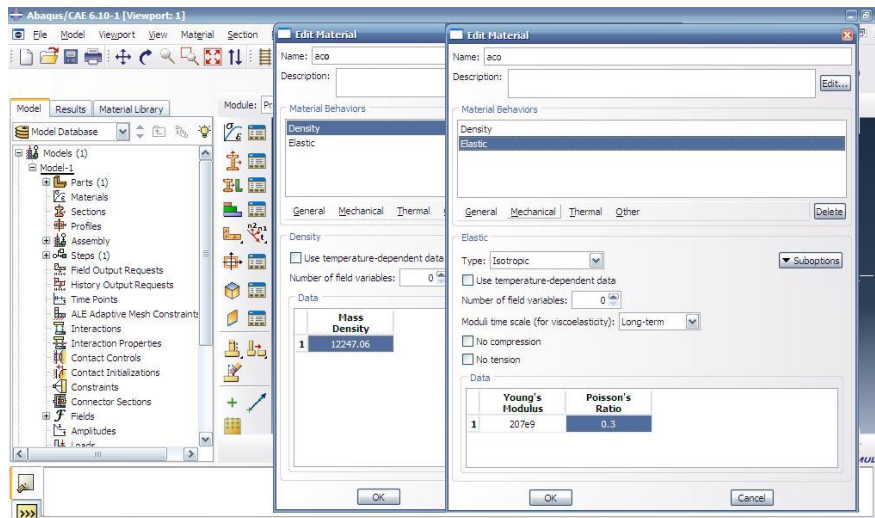 Abaqus/CAE 6.10-1 [Viewport: 1]
File Model Viewport View Material Section
Model Results Material Library
Module: Pr
Model Database
Models (1)
Model-1
Parts (1)
Materials
Sections
Profiles
Assembly
Steps (1)
Field Output Requests
History Output Requests
Time Points
ALE Adaptive Mesh Constraints
Interactions
Interaction Properties
Contact Controls
Contact Initializations
Constraints
Connector Sections
Fields
Amplitudes
Loads
Edit Material
Name: aco
Description:
Material Behaviors
Density
Elastic
General Mechanical Thermal
Density
Use temperature-dependent data
Number of field variables: 0
Data
Mass
Density
1 12247.06
OK
Edit Material
Name: aco
Description:
Edit...
Material Behaviors
Density
Elastic
General Mechanical Thermal Other Delete
Elastic
Type: Isotropic Suboptions
Use temperature-dependent data
Number of field variables: 0
Moduli time scale (for viscoelasticity): Long-term
No compression
No tension
Data
Young's Poisson's
Modulus Ratio
1 207e9 0.3
OK Cancel
>>>